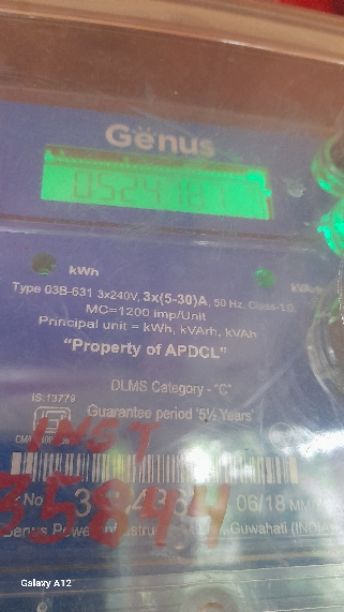 Genus
kWh
Type 03B-631 3x240V, 3x(5-30)A, 50 Hz, Class-1.0
MC=1200 imp/Unit
Principal unit = kWh, kVArh, kVAh
"Property of APDCL"
DLMS Category - "C"
IS:13779
Guarantee period '5½ Years'
INST
35844
06/18
Guwahati
Galaxy A12